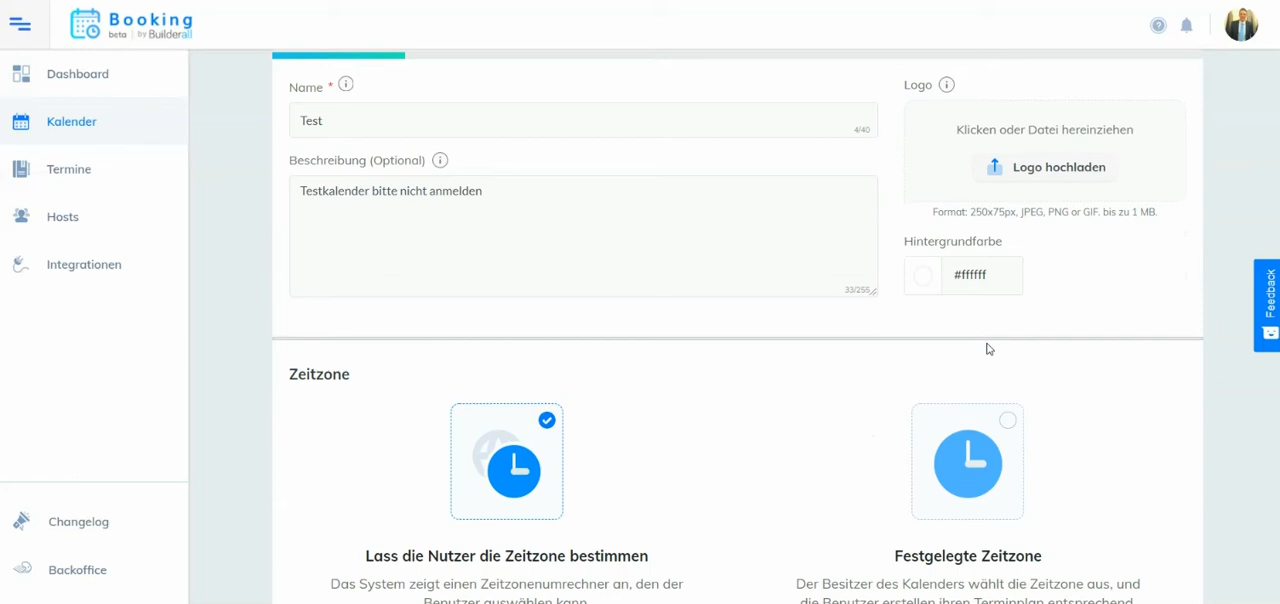 Booking
beta | by Builderall
Dashboard
Kalender
Termine
Hosts
Integrationen
Changelog
Backoffice
Name *
Test
4/40
Beschreibung (Optional)
Testkalender bitte nicht anmelden
33/255
Logo
Klicken oder Datei hereinziehen
Logo hochladen
Format: 250x75px, JPEG, PNG or GIF. bis zu 1 MB.
Hintergrundfarbe
#ffffff
Feedback
Zeitzone
Lass die Nutzer die Zeitzone bestimmen
Das System zeigt einen Zeitzonenumrechner an, den der
Benutzer auswählen kann
Festgelegte Zeitzone
Der Besitzer des Kalenders wählt die Zeitzone aus, und
die Benutzer erstellen ihren Terminplan entsprechend